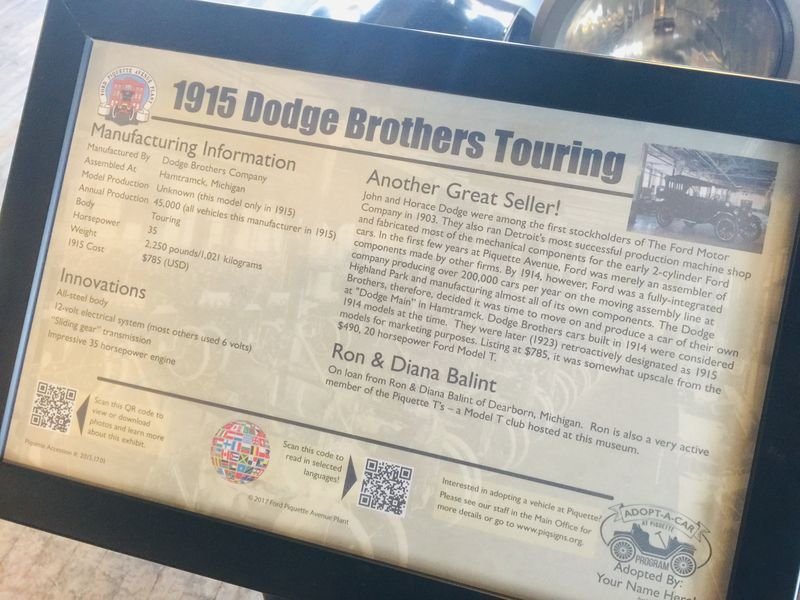 FORD PIQUETTE AVENUE PLANT
1915 Dodge Brothers Touring
Manufacturing Information
Manufactured By Dodge Brothers Company
Assembled At Hamtramck, Michigan
Model Production Unknown (this model only in 1915)
Annual Production 45,000 (all vehicles this manufacturer in 1915)
Body Touring
Horsepower 35
Weight 2,250 pounds/1,021 kilograms
1915 Cost $785 (USD)
Innovations
All-steel body
12-volt electrical system (most others used 6 volts)
"Sliding gear" transmission
Impressive 35 horsepower engine
Another Great Seller!
John and Horace Dodge were among the first stockholders of The Ford Motor
Company in 1903. They also ran Detroit's most successful production machine shop
and fabricated most of the mechanical components for the early 2-cylinder Ford
cars. In the first few years at Piquette Avenue, Ford was merely an assembler of
components made by other firms. By 1914, however, Ford was a fully-integrated
company producing over 200,000 cars per year on the moving assembly line at
Highland Park and manufacturing almost all of its own components. The Dodge
Brothers, therefore, decided it was time to move on and produce a car of their own
at "Dodge Main" in Hamtramck. Dodge Brothers cars built in 1914 were considered
1914 models at the time. They were later (1923) retroactively designated as 1915
models for marketing purposes. Listing at $785, it was somewhat upscale from the
$490, 20 horsepower Ford Model T.
Ron & Diana Balint
On loan from Ron & Diana Balint of Dearborn, Michigan. Ron is also a very active
member of the Piquette T's – a Model T club hosted at this museum.
Scan this QR code to
view or download
photos and learn more
about this exhibit.
Piquette Accession #: 2015.1701
Scan this code to
read in selected
languages!
© 2017 Ford Piquette Avenue Plant
Interested in adopting a vehicle at Piquette?
Please see our staff in the Main Office for
more details or go to www.piqsigns.org.
ADOPT-A-CAR
AT PIQUETTE
PROGRAM
Adopted By:
Your Name Here!